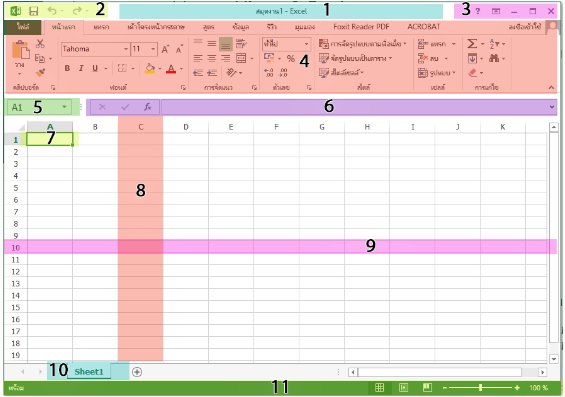 2 สมุดงาน1 - Excel 1 3 ?
ไฟล์ หน้าแรก แทรก เค้าโครงหน้ากระดาษ สูตร ข้อมูล รีวิว มุมมอง Foxit Reader PDF ACROBAT ลงชื่อเข้าใช้
วาง Tahoma 11 A A ทั่วไป การจัดรูปแบบตามเงื่อนไข แทรก Σ
B I U A % 4 จัดรูปแบบเป็นตาราง ลบ
สไตล์เซลล์ รูปแบบ
คลิปบอร์ด ฟอนต์ การจัดแนว ตัวเลข สไตล์ เซลล์ การแก้ไข
A1 5 fx 6
A B C D E F G H I J K
1 7
2
3
4
5 8
6
7
8
9
10 9
11
12
13
14
15
16
17
18
19
10 Sheet1
พร้อม 11 100 %